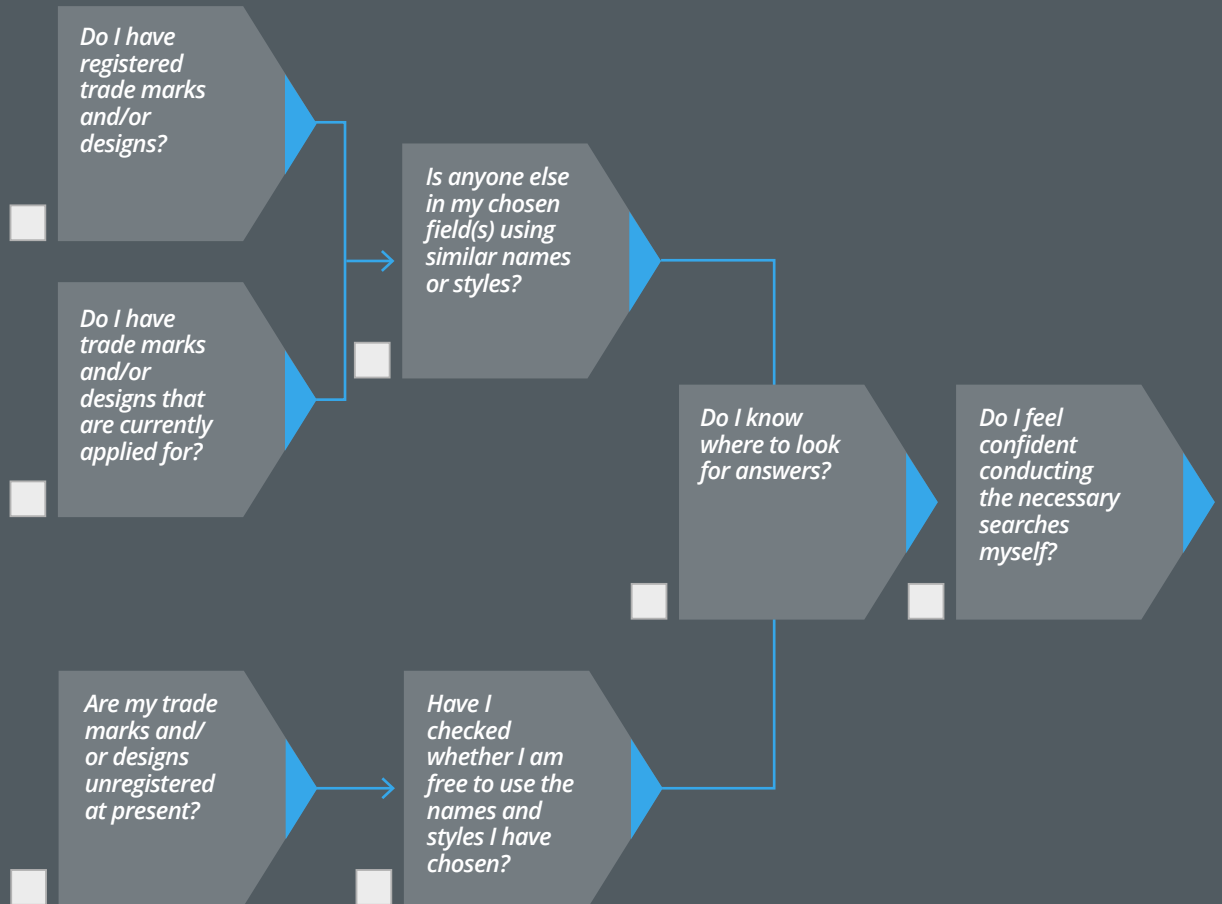 Do I have
registered
trade marks
and/or
designs?
Is anyone else
in my chosen
field(s) using
similar names
or styles?
Do I have
trade marks
and/or
designs that
are currently
applied for?
Do I know
where to look
for answers?
Do I feel
confident
conducting
the necessary
searches
myself?
Are my trade
marks and/
or designs
unregistered
at present?
Have I
checked
whether I am
free to use the
names and
styles I have
chosen?